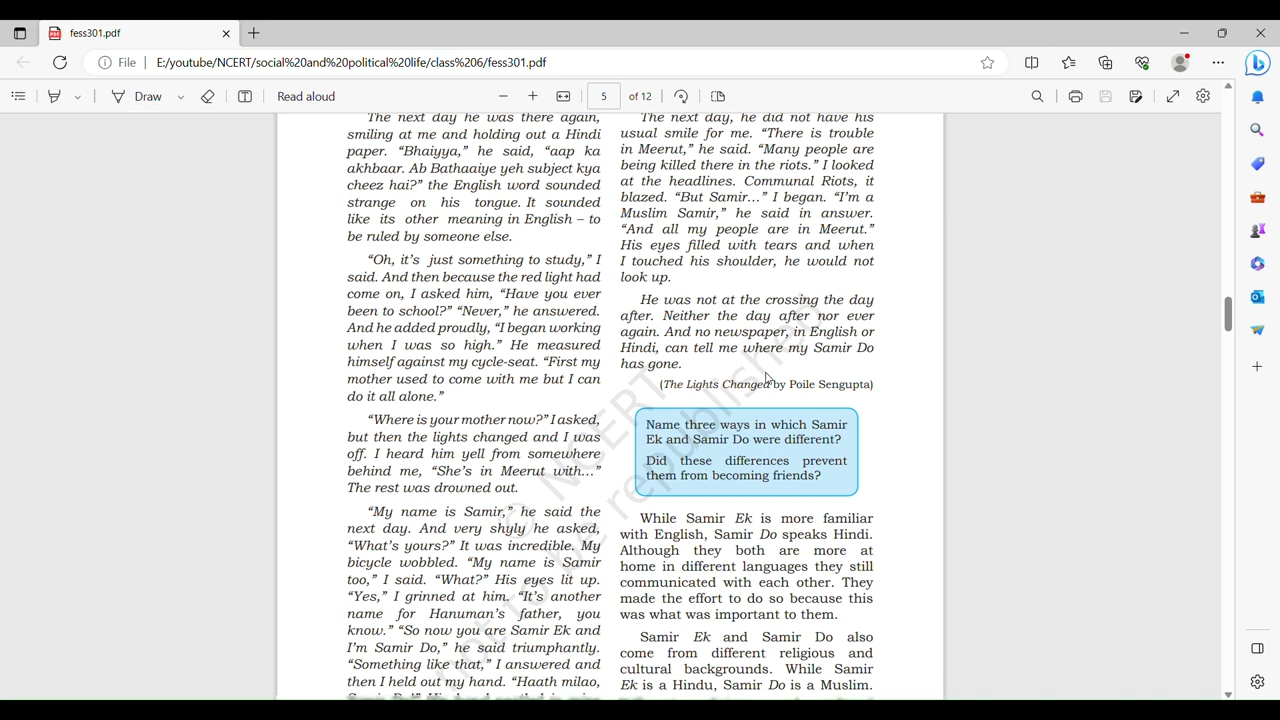 fess301.pdf
File | E:/youtube/NCERT/social%20and%20political%20life/class%206/fess301.pdf
Draw
Read aloud
5 of 12
The next day he was there again,
smiling at me and holding out a Hindi
paper. “Bhaiyya,” he said, “aap ka
akhbaar. Ab Bathaaiye yeh subject kya
cheez hai?” the English word sounded
strange on his tongue. It sounded
like its other meaning in English – to
be ruled by someone else.
“Oh, it’s just something to study,” I
said. And then because the red light had
come on, I asked him, “Have you ever
been to school?” “Never,” he answered.
And he added proudly, “I began working
when I was so high.” He measured
himself against my cycle-seat. “First my
mother used to come with me but I can
do it all alone.”
“Where is your mother now?” I asked,
but then the lights changed and I was
off. I heard him yell from somewhere
behind me, “She’s in Meerut with...”
The rest was drowned out.
“My name is Samir,” he said the
next day. And very shyly he asked,
“What’s yours?” It was incredible. My
bicycle wobbled. “My name is Samir
too,” I said. “What?” His eyes lit up.
“Yes,” I grinned at him. “It’s another
name for Hanuman’s father, you
know.” “So now you are Samir Ek and
I’m Samir Do,” he said triumphantly.
“Something like that,” I answered and
then I held out my hand. “Haath milao,
The next day, he did not have his
usual smile for me. “There is trouble
in Meerut,” he said. “Many people are
being killed there in the riots.” I looked
at the headlines. Communal Riots, it
blazed. “But Samir...” I began. “I’m a
Muslim Samir,” he said in answer.
“And all my people are in Meerut.”
His eyes filled with tears and when
I touched his shoulder, he would not
look up.
He was not at the crossing the day
after. Neither the day after nor ever
again. And no newspaper, in English or
Hindi, can tell me where my Samir Do
has gone.
(The Lights Changed by Poile Sengupta)
Name three ways in which Samir
Ek and Samir Do were different?
Did these differences prevent
them from becoming friends?
While Samir Ek is more familiar
with English, Samir Do speaks Hindi.
Although they both are more at
home in different languages they still
communicated with each other. They
made the effort to do so because this
was what was important to them.
Samir Ek and Samir Do also
come from different religious and
cultural backgrounds. While Samir
Ek is a Hindu, Samir Do is a Muslim.
© NCERT
not to be republished